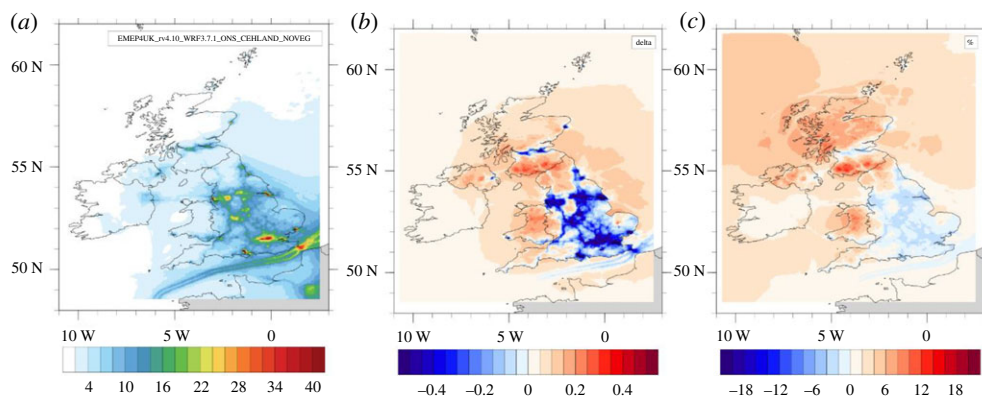 (a)
EMEP4UK_rv4.10_WRF3.7.1_ONS_CEHLAND_NOVEG
60 N
55 N
50 N
10 W 5 W 0
4 10 16 22 28 34 40
(b)
delta
60 N
55 N
50 N
10 W 5 W 0
−0.4 −0.2 0 0.2 0.4
(c)
%
60 N
55 N
50 N
10 W 5 W 0
−18 −12 −6 0 6 12 18